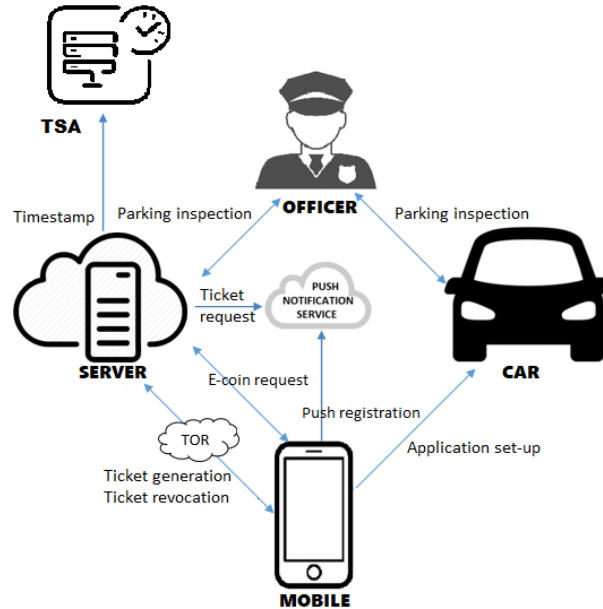 TSA
OFFICER
Timestamp
Parking inspection
Parking inspection
PUSH
NOTIFICATION
SERVICE
Ticket
request
SERVER
CAR
E-coin request
Push registration
TOR
Application set-up
Ticket generation
Ticket revocation
MOBILE